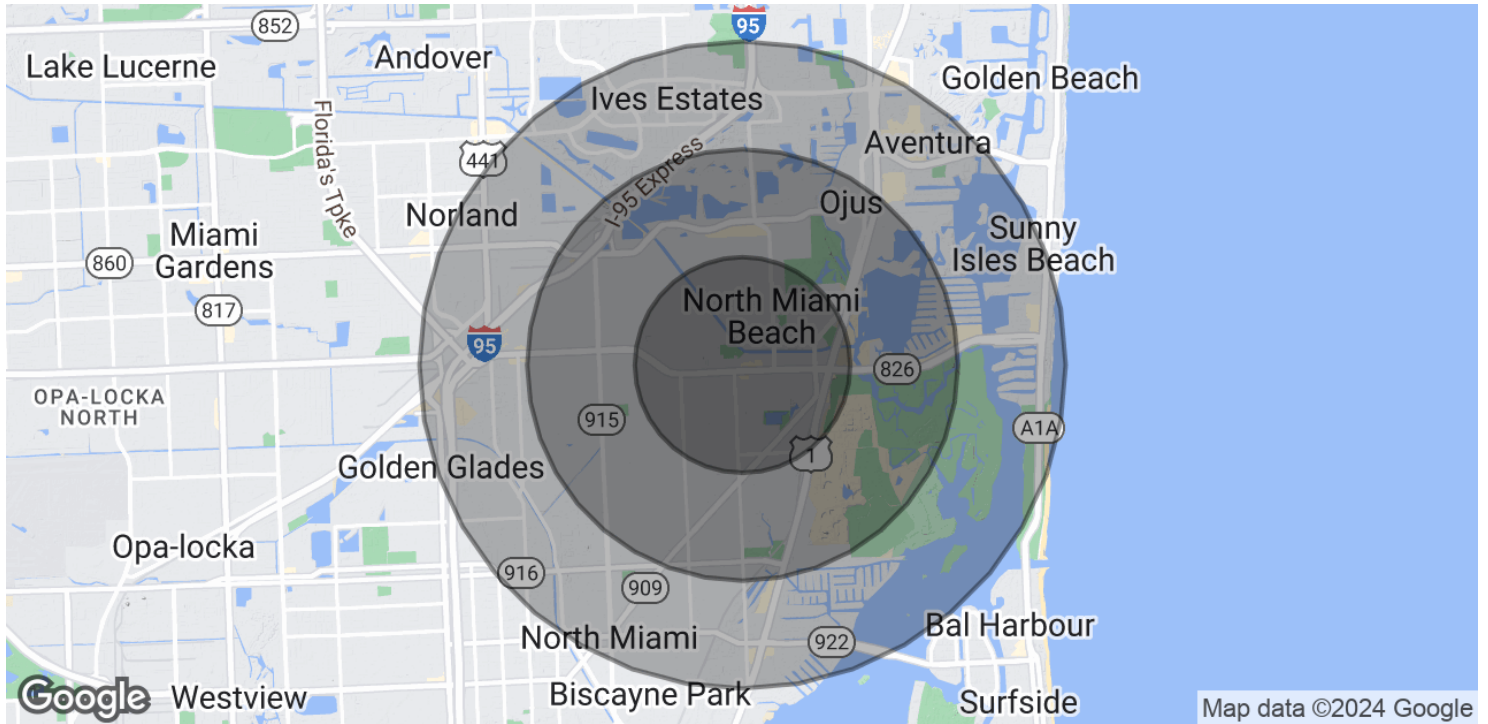 852
95
Lake Lucerne
Andover
Golden Beach
Ives Estates
Florida's Tpke
441
I-95 Express
Aventura
Norland
Ojus
Miami
Gardens
Sunny
Isles Beach
860
817
North Miami
Beach
95
826
OPA-LOCKA
NORTH
915
A1A
1
Golden Glades
Opa-locka
916
909
North Miami
922
Bal Harbour
Google
Westview
Biscayne Park
Surfside
Map data ©2024 Google